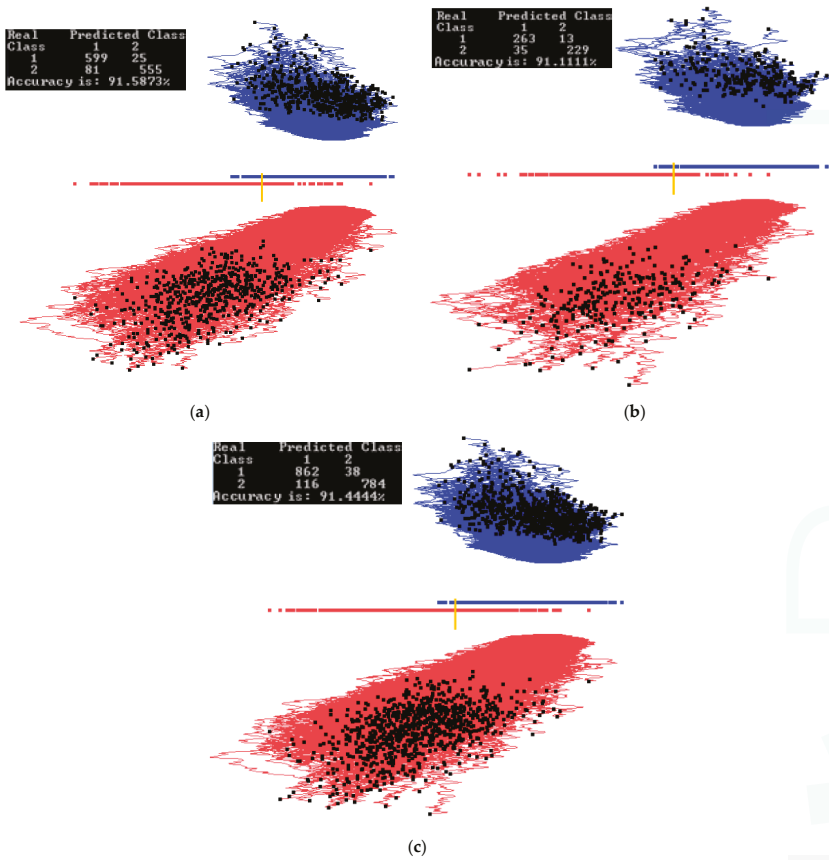 Real Predicted Class
Class 1 2
1 599 25
2 81 555
Accuracy is: 91.5873%
Real Predicted Class
Class 1 2
1 263 13
2 35 229
Accuracy is: 91.1111%
(a)
(b)
Real Predicted Class
Class 1 2
1 862 38
2 116 784
Accuracy is: 91.4444%
(c)